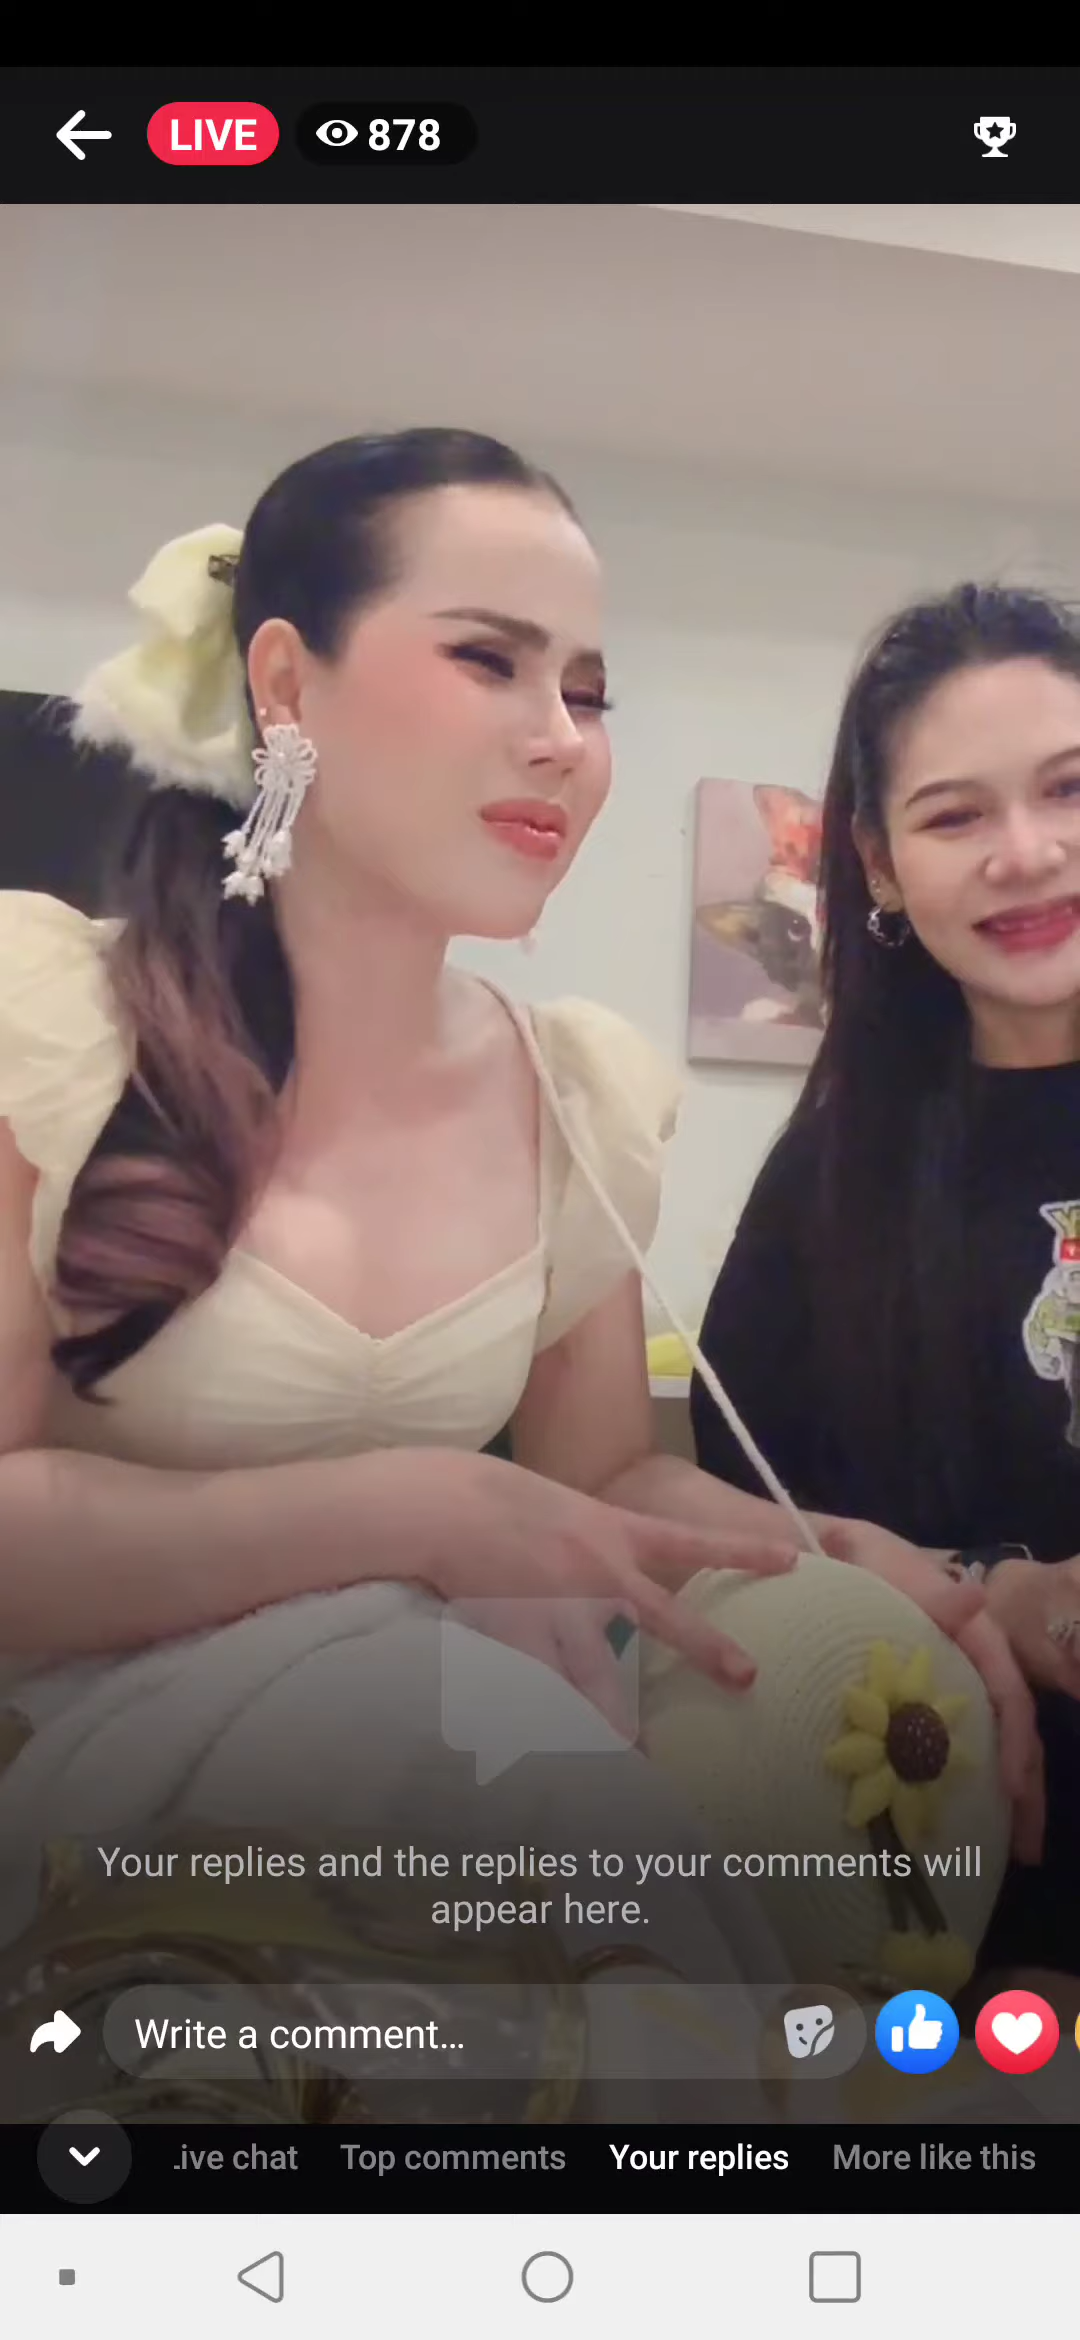 LIVE 878
Your replies and the replies to your comments will
appear here.
Write a comment...
ive chat Top comments Your replies More like this